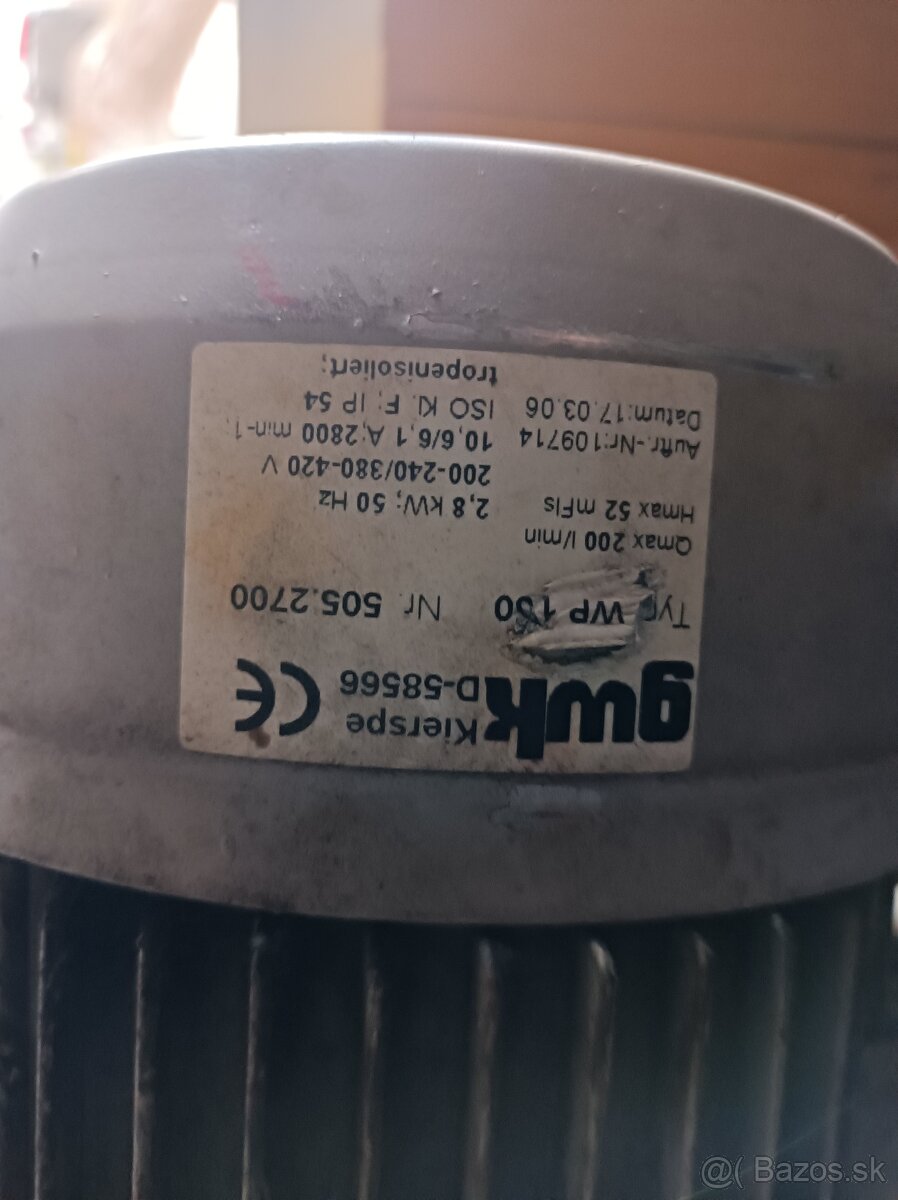 gwk Kierspe
D-58566 CE
Typ WP Nr. 505.2700
Qmax 200 l/min
Hmax 52 mFls 2,8 kW; 50 Hz
200-240/380-420 V
Auftr.-Nr:109714 10,6/6,1 A; 2800 min-1;
Datum:17.03.06 ISO Kl. F; IP 54
tropenisoliert;
@( Bazos.sk